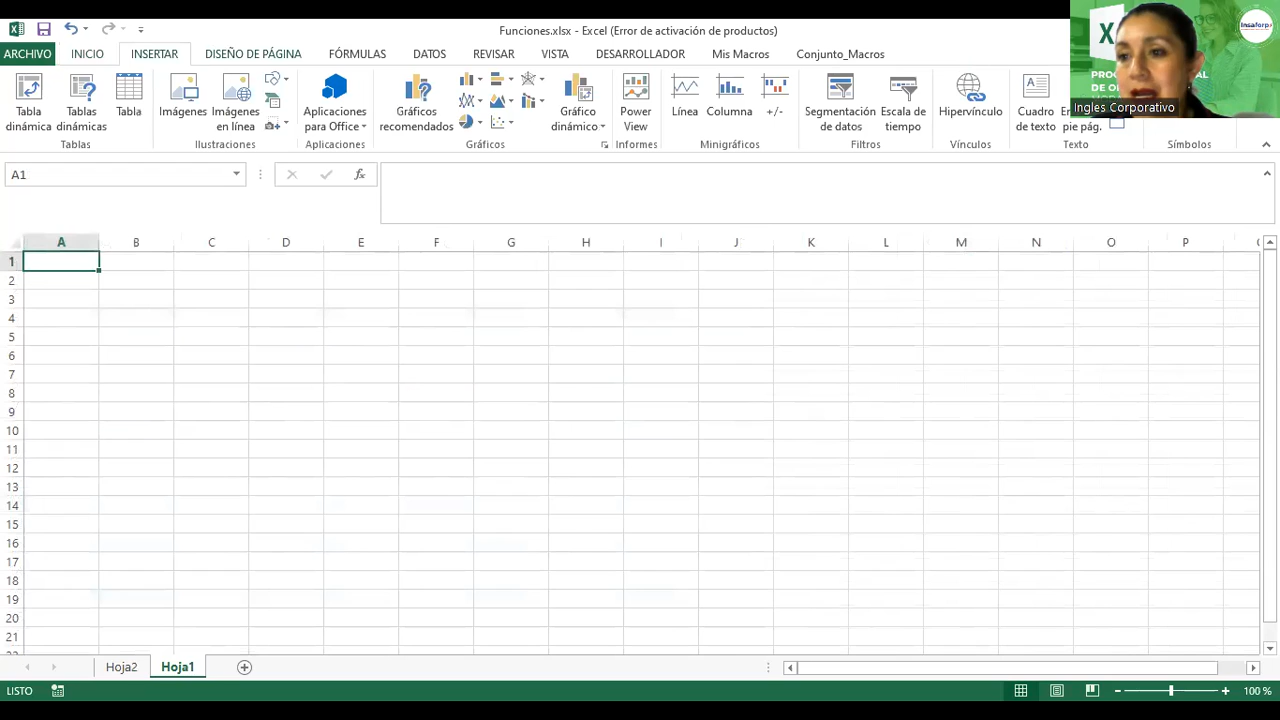 Funciones.xlsx - Excel (Error de activación de productos)
ARCHIVO INICIO INSERTAR DISEÑO DE PÁGINA FÓRMULAS DATOS REVISAR VISTA DESARROLLADOR Mis Macros Conjunto_Macros
Tabla dinámica
Tablas dinámicas
Tabla
Imágenes
Imágenes en línea
Aplicaciones para Office
Gráficos recomendados
Gráfico dinámico
Power View
Línea
Columna
+/-
Segmentación de datos
Escala de tiempo
Hipervínculo
Cuadro de texto
pie pág.
Tablas Ilustraciones Aplicaciones Gráficos Informes Minigráficos Filtros Vínculos Texto Símbolos
Insaforp
Ingles Corporativo
A1
fx
A B C D E F G H I J K L M N O P
1
2
3
4
5
6
7
8
9
10
11
12
13
14
15
16
17
18
19
20
21
Hoja2 Hoja1
LISTO
100 %